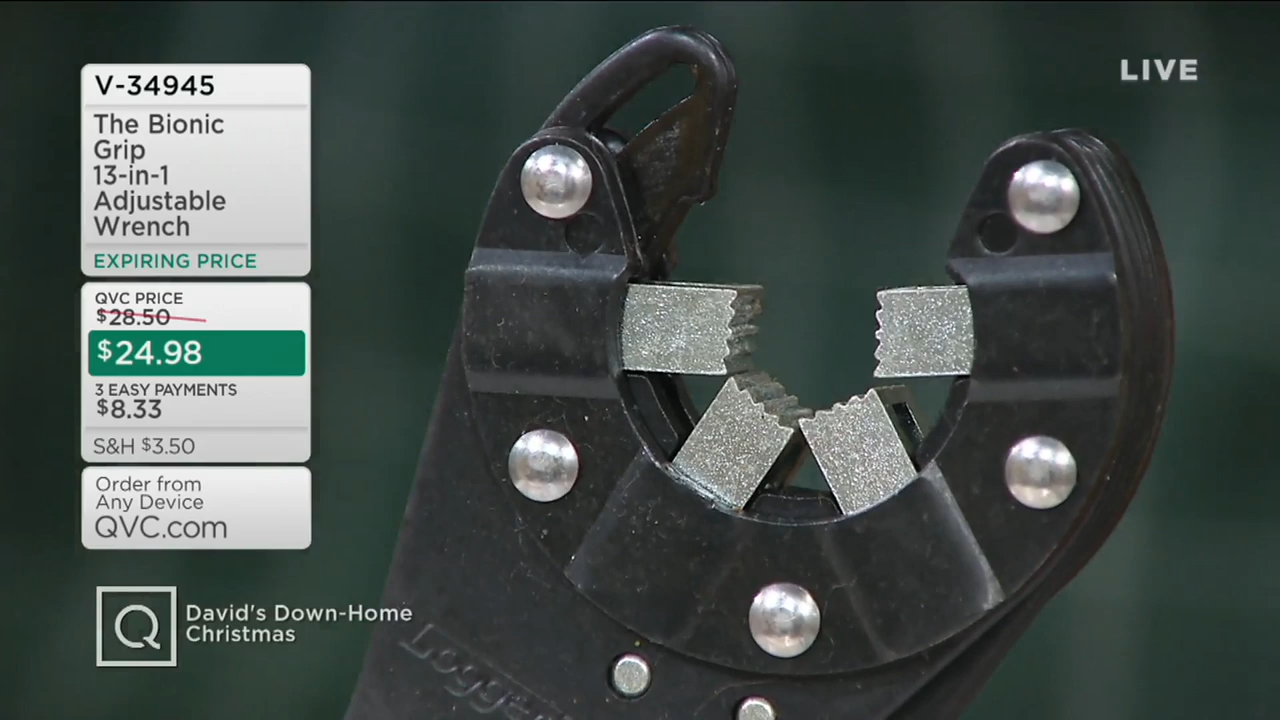 V-34945
The Bionic
Grip
13-in-1
Adjustable
Wrench
EXPIRING PRICE
QVC PRICE
$28.50
$24.98
3 EASY PAYMENTS
$8.33
S&H $3.50
Order from
Any Device
QVC.com
Q
David's Down-Home
Christmas
LIVE